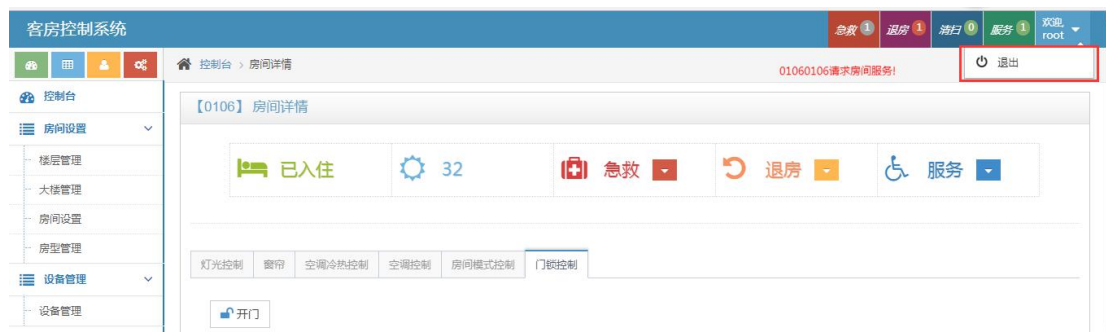 客房控制系统
急救 1 退房 1 清扫 0 服务 1 欢迎, root
控制台 > 房间详情
01060106请求房间服务!
退出
控制台
房间设置
楼层管理
大楼管理
房间设置
房型管理
设备管理
设备管理
【0106】 房间详情
已入住 32 急救 退房 服务
灯光控制 窗帘 空调冷热控制 空调控制 房间模式控制 门锁控制
开门